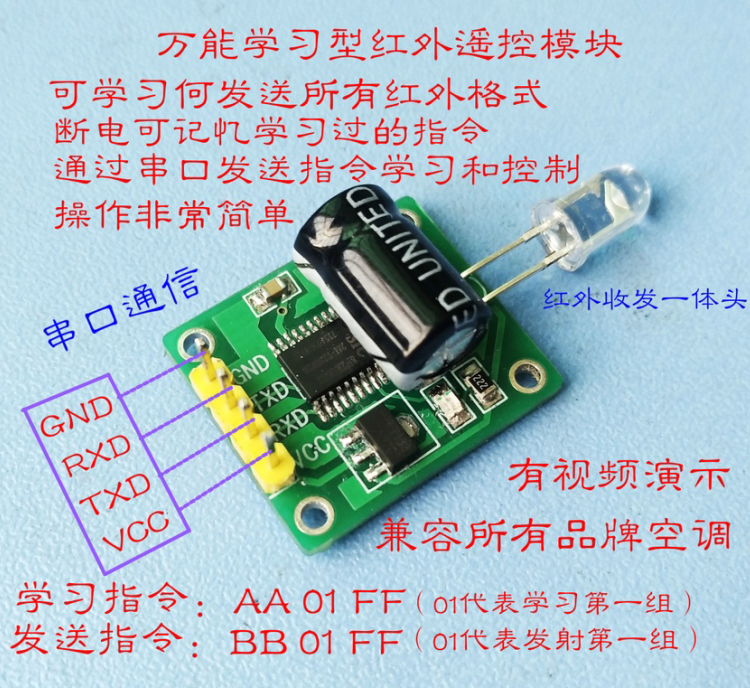 万能学习型红外遥控模块
可学习何发送所有红外格式
断电可记忆学习过的指令
通过串口发送指令学习和控制
操作非常简单
UNITED
ED UNITED
红外收发一体头
串口通信
GND
RXD
TXD
VCC
GND
TXD
RXD
VCC
222
有视频演示
兼容所有品牌空调
学习指令：AA 01 FF（01代表学习第一组）
发送指令：BB 01 FF（01代表发射第一组）